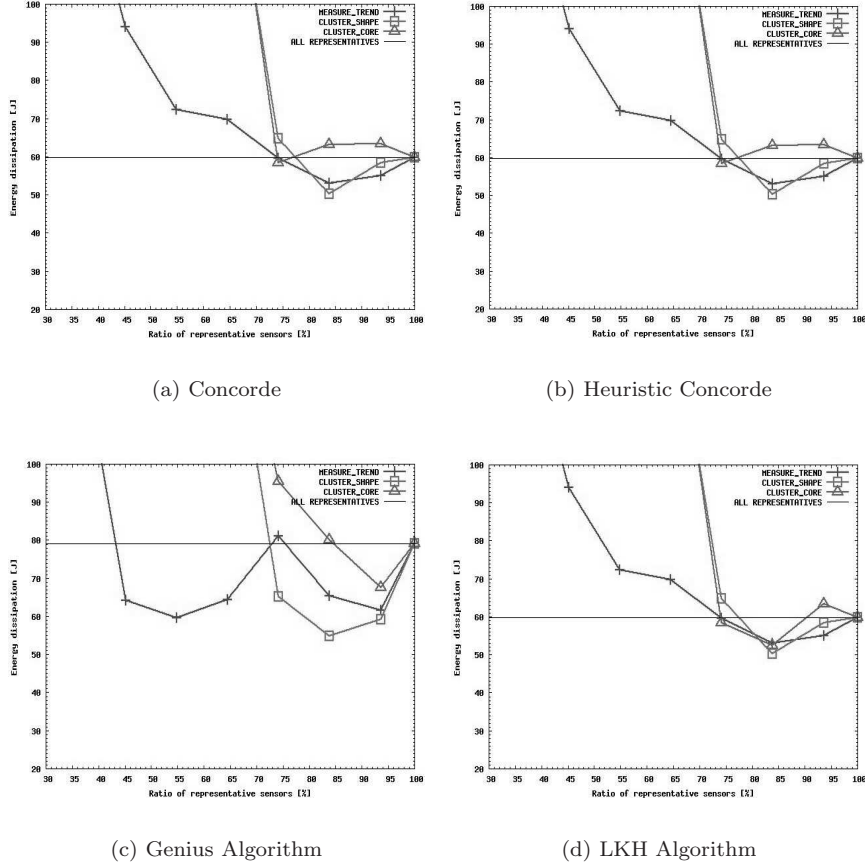 MEASURE_TREND
CLUSTER_SHAPE
CLUSTER_CORE
ALL REPRESENTATIVES
Energy dissipation [J]
100
90
80
70
60
50
40
30
20
30 35 40 45 50 55 60 65 70 75 80 85 90 95 100
Ratio of representative sensors [%]
(a) Concorde
MEASURE_TREND
CLUSTER_SHAPE
CLUSTER_CORE
ALL REPRESENTATIVES
Energy dissipation [J]
100
90
80
70
60
50
40
30
20
30 35 40 45 50 55 60 65 70 75 80 85 90 95 100
Ratio of representative sensors [%]
(b) Heuristic Concorde
MEASURE_TREND
CLUSTER_SHAPE
CLUSTER_CORE
ALL REPRESENTATIVES
Energy dissipation [J]
100
90
80
70
60
50
40
30
20
30 35 40 45 50 55 60 65 70 75 80 85 90 95 100
Ratio of representative sensors [%]
(c) Genius Algorithm
MEASURE_TREND
CLUSTER_SHAPE
CLUSTER_CORE
ALL REPRESENTATIVES
Energy dissipation [J]
100
90
80
70
60
50
40
30
20
30 35 40 45 50 55 60 65 70 75 80 85 90 95 100
Ratio of representative sensors [%]
(d) LKH Algorithm